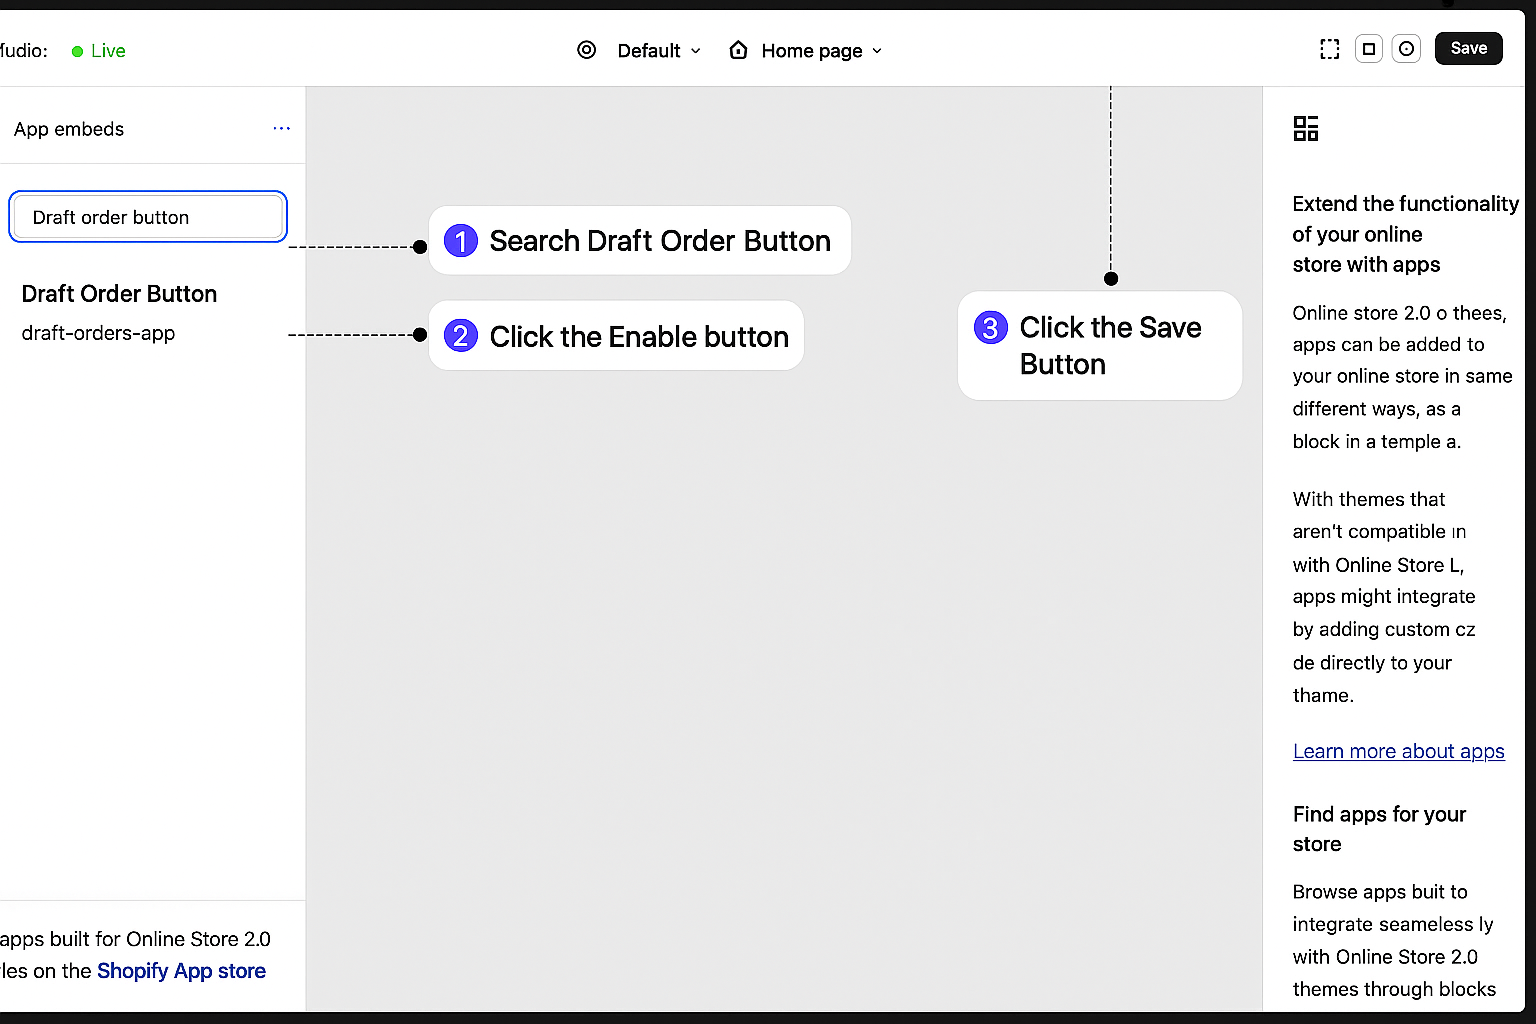 Live
Default
Home page
Save
App embeds
Draft order button
Draft Order Button
draft-orders-app
1 Search Draft Order Button
2 Click the Enable button
3 Click the Save
Button
Extend the functionality
of your online
store with apps
Online store 2.0 o thees,
apps can be added to
your online store in same
different ways, as a
block in a temple a.
With themes that
aren't compatible in
with Online Store L,
apps might integrate
by adding custom cz
de directly to your
thame.
Learn more about apps
Find apps for your
store
Browse apps buit to
integrate seameless ly
with Online Store 2.0
themes through blocks
apps built for Online Store 2.0
les on the Shopify App store